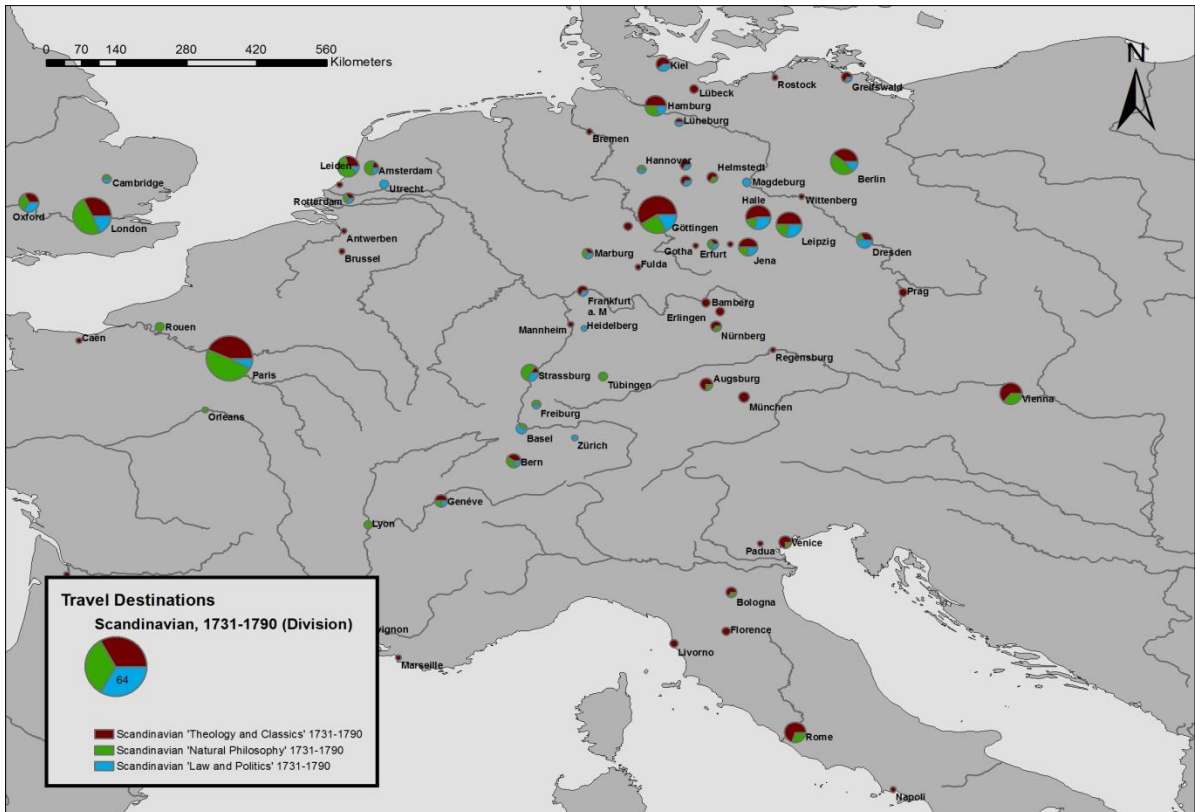 0 70 140 280 420 560
Kilometers
N
Kiel
Lübeck
Rostock
Greifswald
Hamburg
Lüneburg
Bremen
Hannover
Helmstedt
Magdeburg
Berlin
Wittenberg
Leiden
Amsterdam
Utrecht
Rotterdam
Cambridge
Oxford
London
Antwerben
Brussel
Göttingen
Halle
Leipzig
Marburg
Gotha
Erfurt
Jena
Dresden
Fulda
Frankfurt
a. M
Bamberg
Prag
Erlingen
Mannheim
Heidelberg
Nürnberg
Rouen
Caen
Paris
Regensburg
Strassburg
Tübingen
Augsburg
München
Vienna
Orleans
Freiburg
Basel
Zürich
Bern
Genéve
Lyon
Padua
Venice
Bologna
Florence
Livorno
vignon
Marseille
Rome
Napoli
Travel Destinations
Scandinavian, 1731-1790 (Division)
64
Scandinavian 'Theology and Classics' 1731-1790
Scandinavian 'Natural Philosophy' 1731-1790
Scandinavian 'Law and Politics' 1731-1790